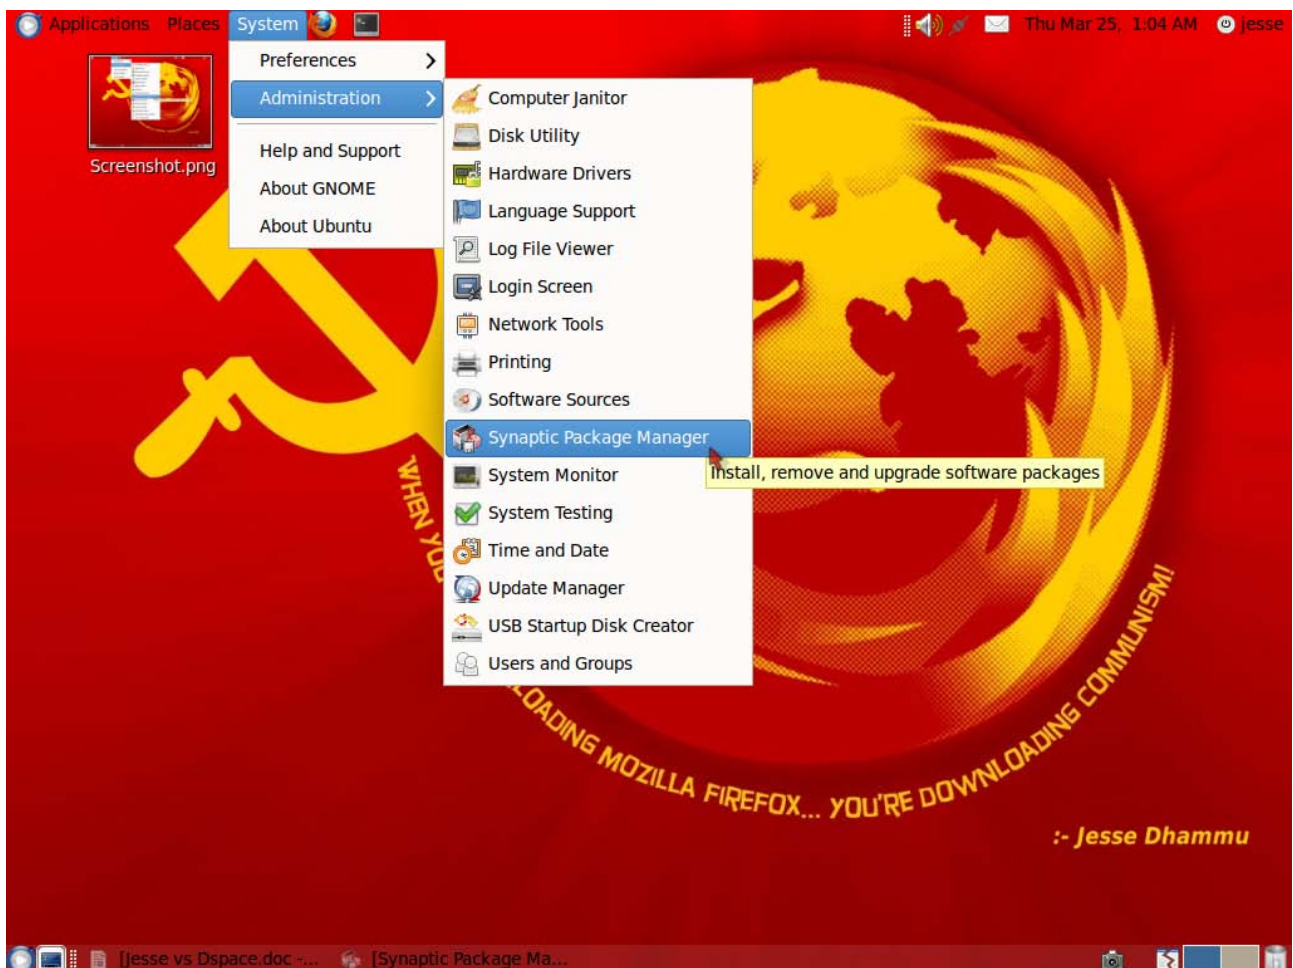 Applications Places System Thu Mar 25, 1:04 AM jesse
Preferences
Administration
Help and Support
About GNOME
About Ubuntu
Screenshot.png
Computer Janitor
Disk Utility
Hardware Drivers
Language Support
Log File Viewer
Login Screen
Network Tools
Printing
Software Sources
Synaptic Package Manager
Install, remove and upgrade software packages
System Monitor
System Testing
Time and Date
Update Manager
USB Startup Disk Creator
Users and Groups
WHEN MOZILLA FIREFOX... YOU'RE DOWNLOADING COMMUNISM!
:- Jesse Dhammu
[Jesse vs Dspace.doc -... [Synaptic Package Ma...